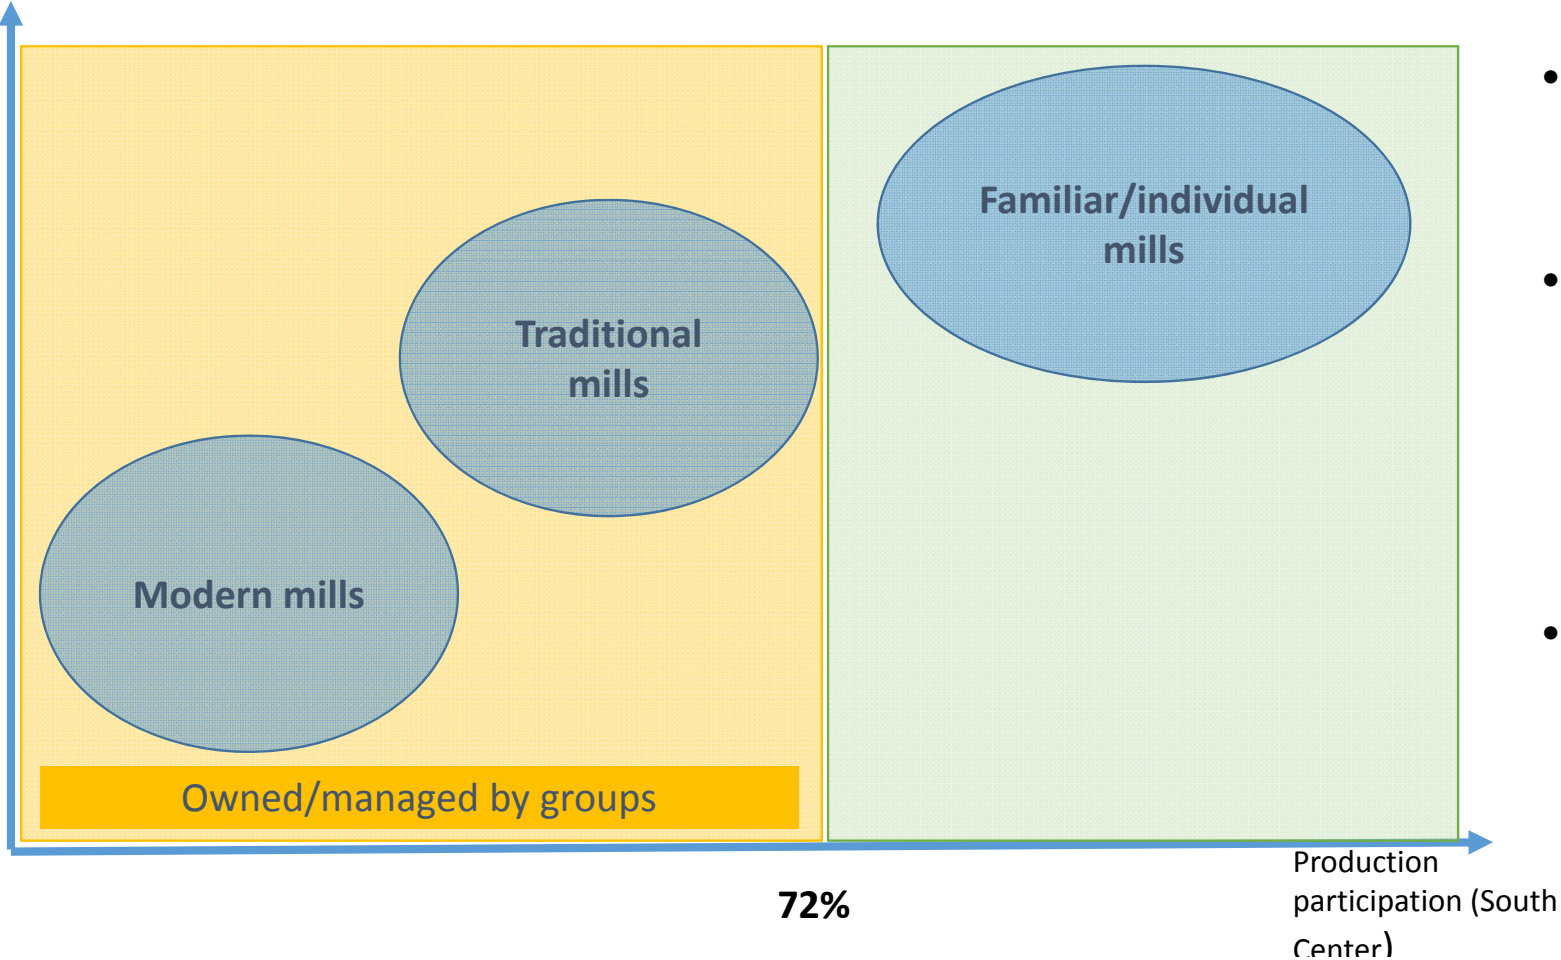 Familiar/individual
mills
Traditional
mills
Modern mills
Owned/managed by groups
72%
Production
participation (South
Center)